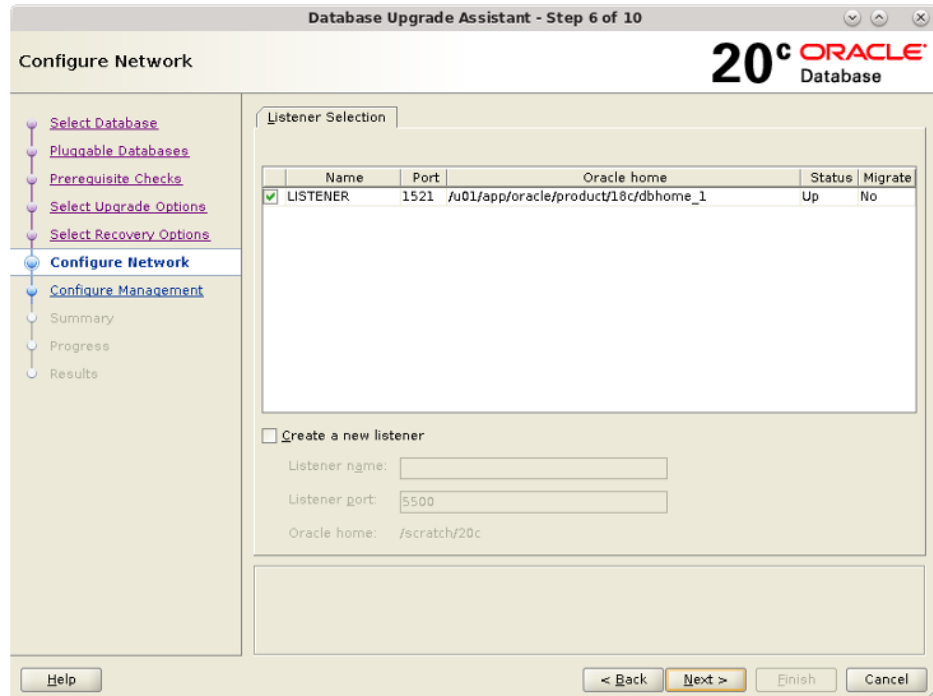 Database Upgrade Assistant - Step 6 of 10
Configure Network
20c ORACLE Database
Select Database
Pluggable Databases
Prerequisite Checks
Select Upgrade Options
Select Recovery Options
Configure Network
Configure Management
Summary
Progress
Results
Listener Selection
Name Port Oracle home Status Migrate
LISTENER 1521 /u01/app/oracle/product/18c/dbhome_1 Up No
Create a new listener
Listener name:
Listener port: 5500
Oracle home: /scratch/20c
Help < Back Next > Finish Cancel